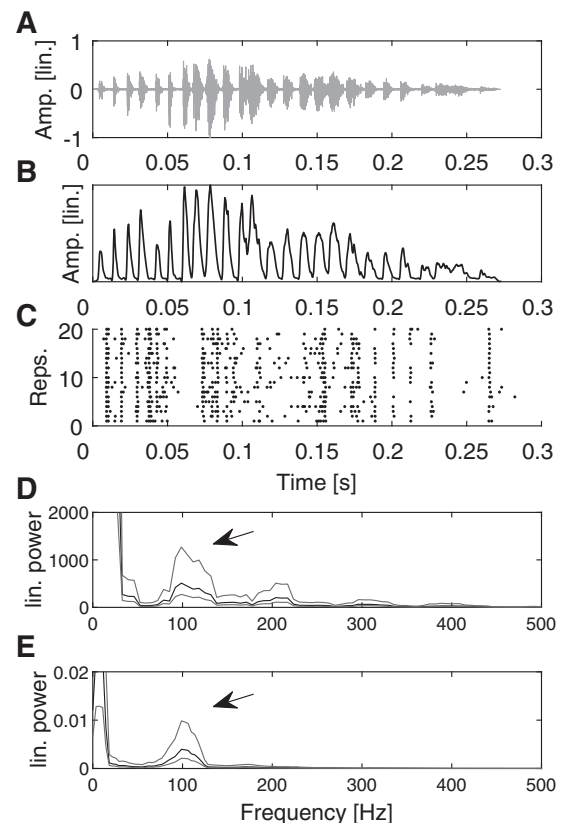 A
Amp. [lin.]
1
0
-1
0 0.05 0.1 0.15 0.2 0.25 0.3
B
Amp. [lin.]
0 0.05 0.1 0.15 0.2 0.25 0.3
C
Reps.
20
10
0
0 0.05 0.1 0.15 0.2 0.25 0.3
Time [s]
D
lin. power
2000
1000
0
0 100 200 300 400 500
E
lin. power
0.02
0.01
0
0 100 200 300 400 500
Frequency [Hz]